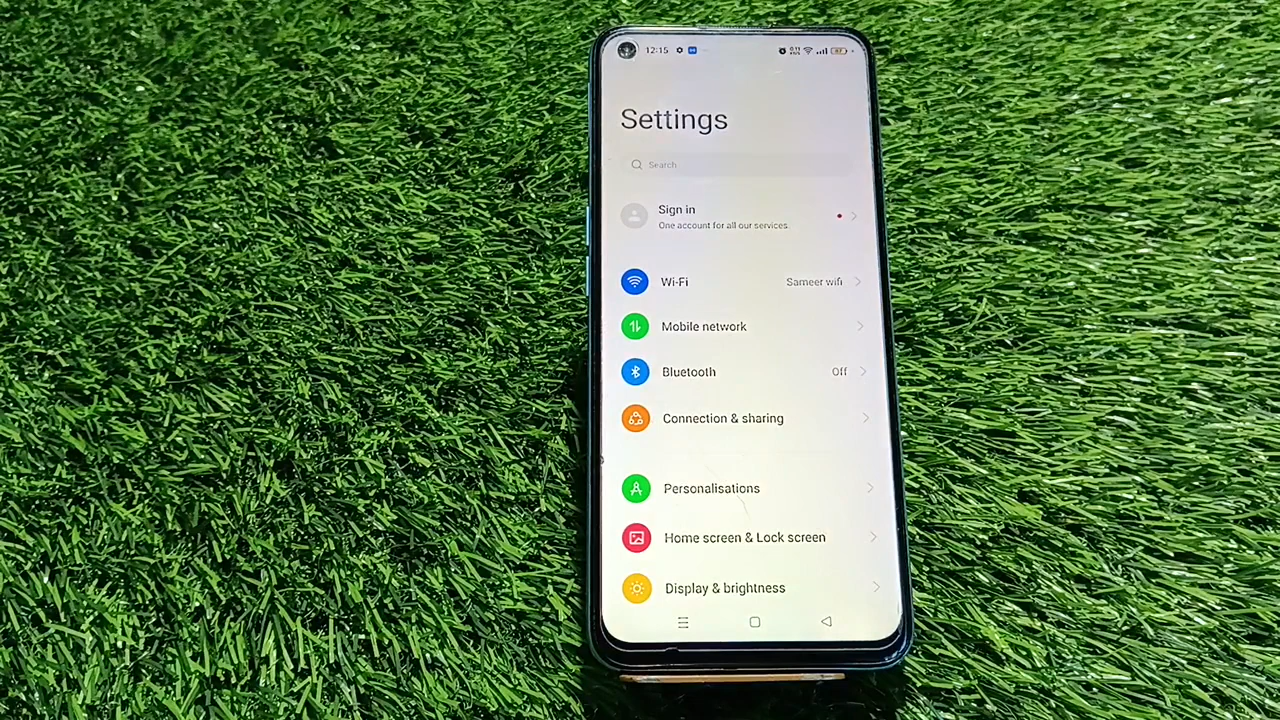 12:15
Settings
Search
Sign in
One account for all our services.
Wi-Fi Sameer wifi
Mobile network
Bluetooth Off
Connection & sharing
Personalisations
Home screen & Lock screen
Display & brightness